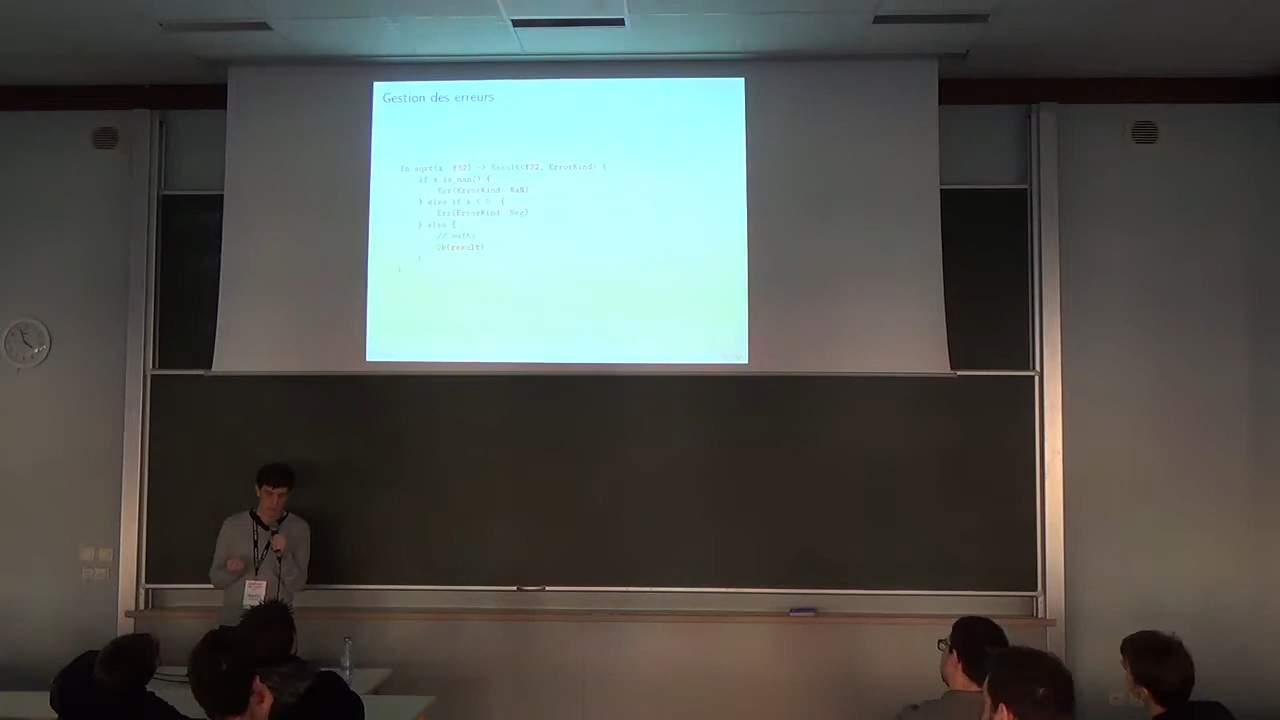 Gestion des erreurs
fn sqrt(x: f32) -> Result<f32, ErrorKind> {
if x.is_nan() {
Err(ErrorKind::NaN)
} else if x < 0. {
Err(ErrorKind::Neg)
} else {
// maths
Ok(result)
}
}